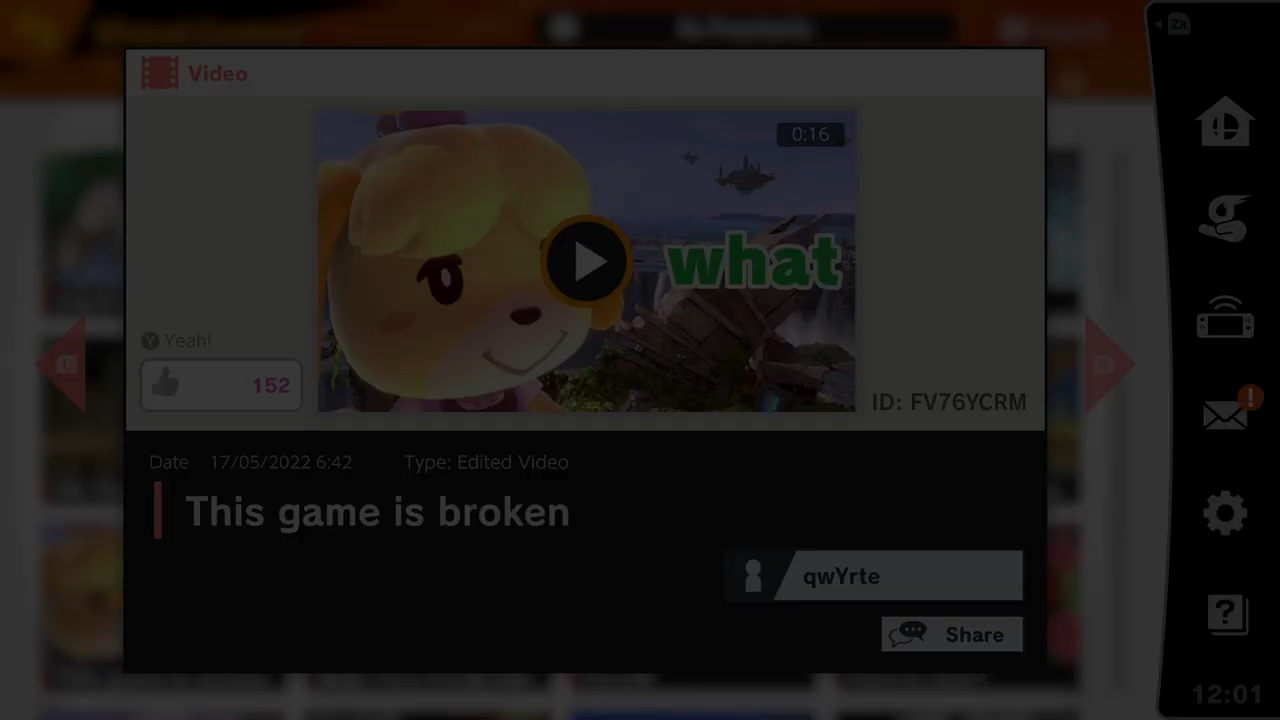 ZR
Video
0:16
what
Y Yeah!
152
L
R
ID: FV76YCRM
Date 17/05/2022 6:42 Type: Edited Video
This game is broken
qwYrte
Share
12:01